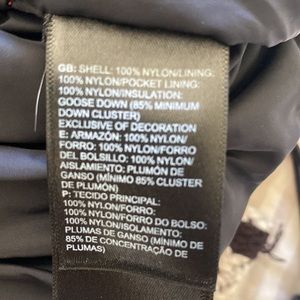 GB: SHELL: 100% NYLON/LINING:
100% NYLON/POCKET LINING:
100% NYLON/INSULATION:
GOOSE DOWN (85% MINIMUM
DOWN CLUSTER)
EXCLUSIVE OF DECORATION
E: ARMAZÓN: 100% NYLON/
FORRO: 100% NYLON/FORRO
DEL BOLSILLO: 100% NYLON/
AISLAMIENTO: PLUMÓN DE
GANSO (MÍNIMO 85% CLUSTER
DE PLUMÓN)
P: TECIDO PRINCIPAL:
100% NYLON/FORRO:
100% NYLON/FORRO DO BOLSO:
100% NYLON/ISOLAMENTO:
PLUMAS DE GANSO (MÍNIMO DE
85% DE CONCENTRAÇÃO DE
PLUMAS)